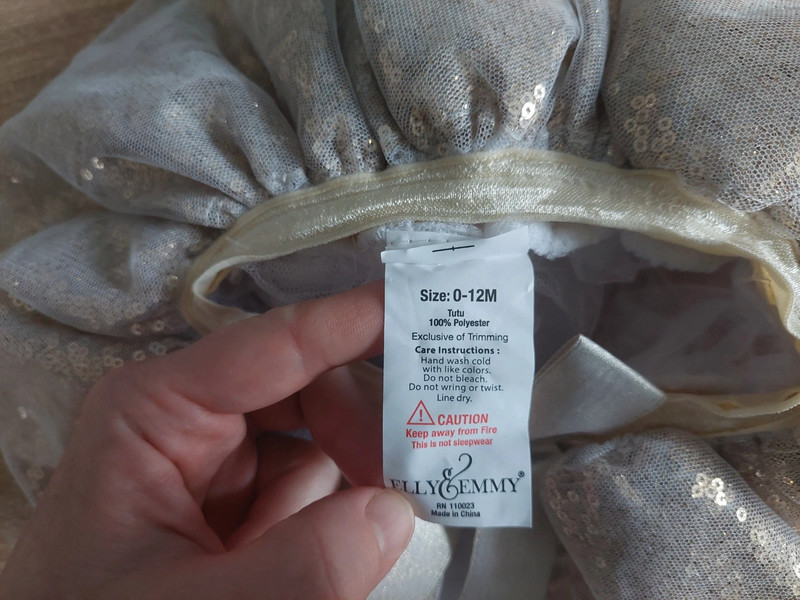 Size: 0-12M
Tutu
100% Polyester
Exclusive of Trimming
Care Instructions :
Hand wash cold
with like colors.
Do not bleach.
Do not wring or twist.
Line dry.
! CAUTION
Keep away from Fire
This is not sleepwear
ELLY&EMMY®
RN 110023
Made in China